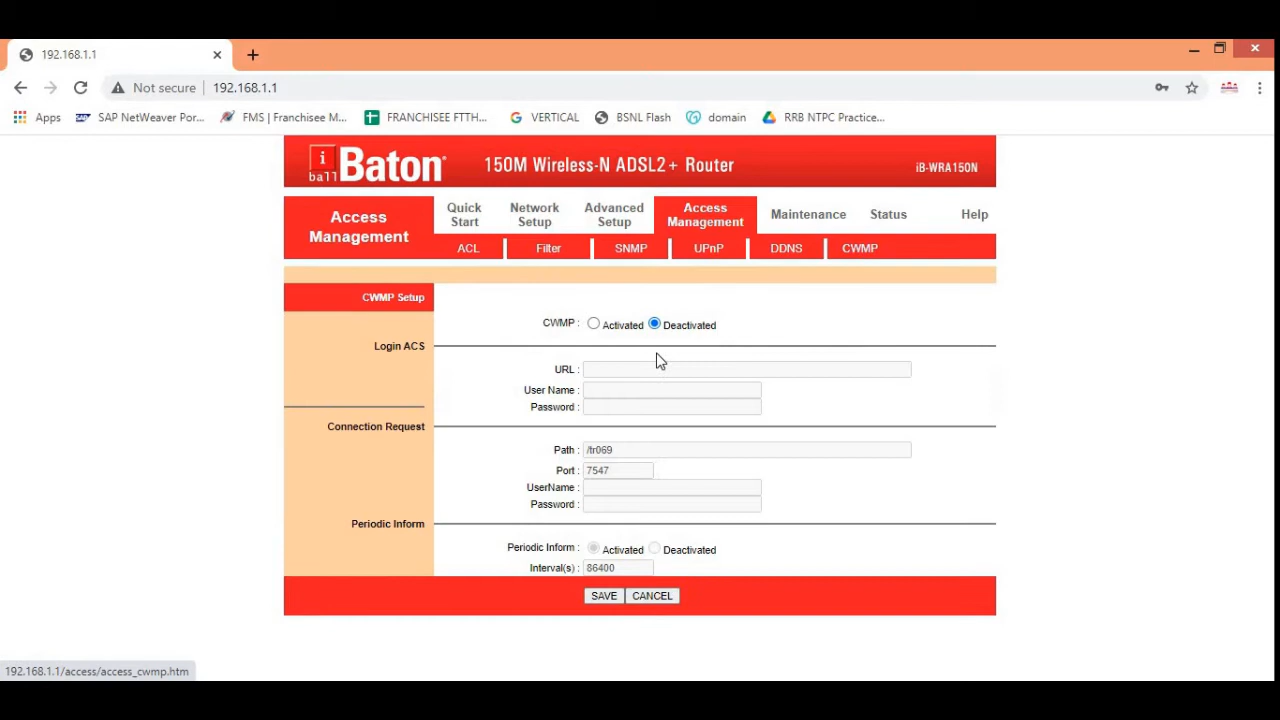 192.168.1.1
Not secure 192.168.1.1
Apps SAP NetWeaver Por... FMS | Franchisee M... FRANCHISEE FTTH... VERTICAL BSNL Flash domain RRB NTPC Practice...
i ball Baton 150M Wireless-N ADSL2+ Router iB-WRA150N
Access Management
Quick Start
Network Setup
Advanced Setup
Access Management
Maintenance
Status
Help
ACL Filter SNMP UPnP DDNS CWMP
CWMP Setup
CWMP : Activated Deactivated
Login ACS
URL :
User Name :
Password :
Connection Request
Path : /tr069
Port : 7547
UserName :
Password :
Periodic Inform
Periodic Inform : Activated Deactivated
Interval(s) : 86400
SAVE CANCEL
192.168.1.1/access/access_cwmp.htm